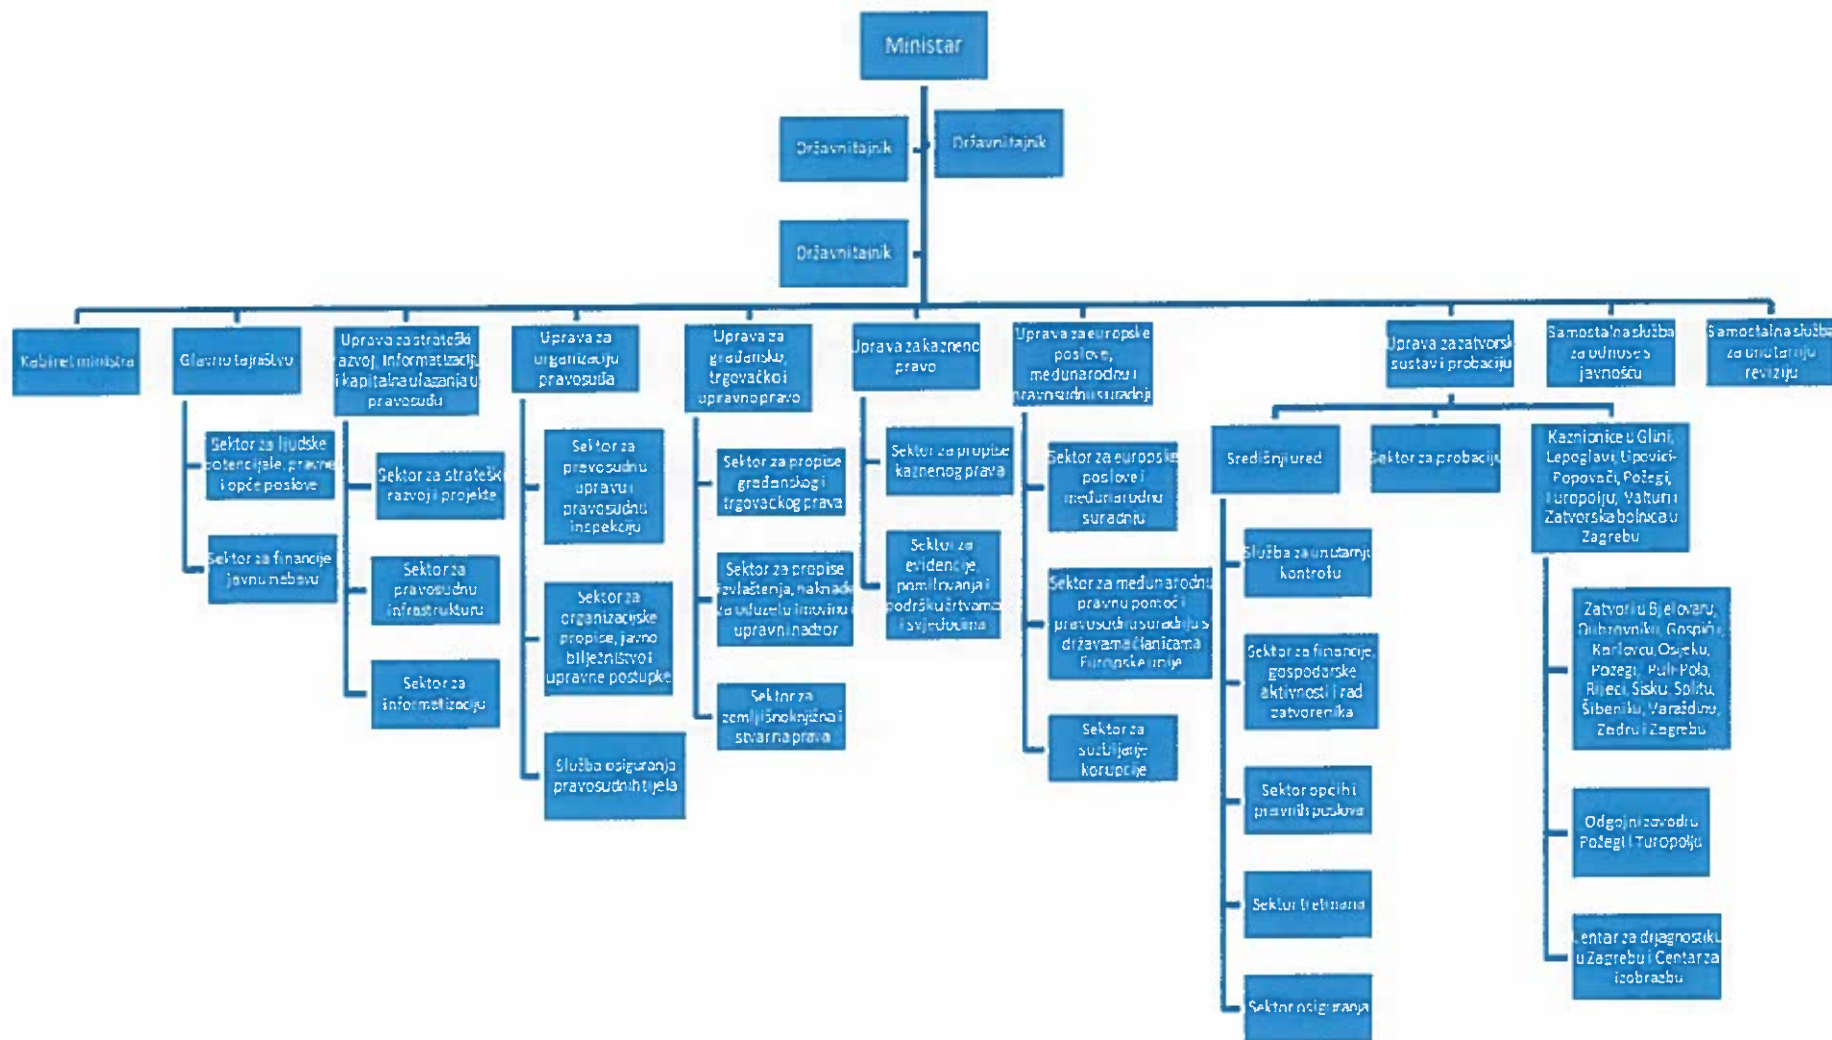 Ministar
Državni tajnik
Državni tajnik
Državni tajnik
Kabinet ministra
Glavno tajništvo
Uprava za strateški
razvoj, informatizaciju
i kapitalna ulaganja u
pravosuđu
Uprava za
organizaciju
pravosuđa
Uprava za
građansko,
trgovačko i
upravno pravo
Uprava za kazneno
pravo
Uprava za europske
poslove,
međunarodnu i
pravosudnu suradnju
Uprava za zatvorski
sustav i probaciju
Samostalna služba
za odnose s
javnošću
Samostalna služba
za unutarnju
reviziju
Sektor za ljudske
potencijale, pravne
i opće poslove
Sektor za financije
javnu nabavu
Sektor za strateški
razvoj i projekte
Sektor za
pravosudnu
infrastrukturu
Sektor za
informatizaciju
Sektor za
pravosudnu
upravu i
pravosudnu
inspekciju
Sektor za
organizacijske
propise, javno
bilježništvo i
upravne postupke
Služba osiguranja
pravosudnih tijela
Sektor za propise
građanskog i
trgovačkog prava
Sektor za propise
izvlaštenja, naknade
za oduzetu imovinu i
upravni nadzor
Sektor za
zemljišnoknjižna i
stvarna prava
Sektor za propise
kaznenog prava
Sektor za
evidencije,
pomilovanja i
podršku žrtvama
i svjedocima
Sektor za europske
poslove i
međunarodnu
suradnju
Sektor za međunarodnu
pravnu pomoć i
pravosudnu suradnju s
državama članicama
Europske unije
Sektor za
suzbijanje
korupcije
Središnji ured
Sektor za probaciju
Kaznionice u Glini,
Lepoglavi, Lipovici-
Popovači, Požegi,
Turopolju, Valturi i
Zatvorska bolnica u
Zagrebu
Služba za unutarnju
kontrolu
Sektor za financije,
gospodarske
aktivnosti i rad
zatvorenika
Sektor općih i
pravnih poslova
Sektor tretmana
Sektor osiguranja
Zatvori u Bjelovaru,
Dubrovniku, Gospiću,
Karlovcu, Osijeku,
Požegi, Puli-Pola,
Rijeci, Sisku, Splitu,
Šibeniku, Varaždinu,
Zadru i Zagrebu
Odgojni zavod u
Požegi i Turopolju
Centar za dijagnostiku
u Zagrebu i Centar za
izobrazbu